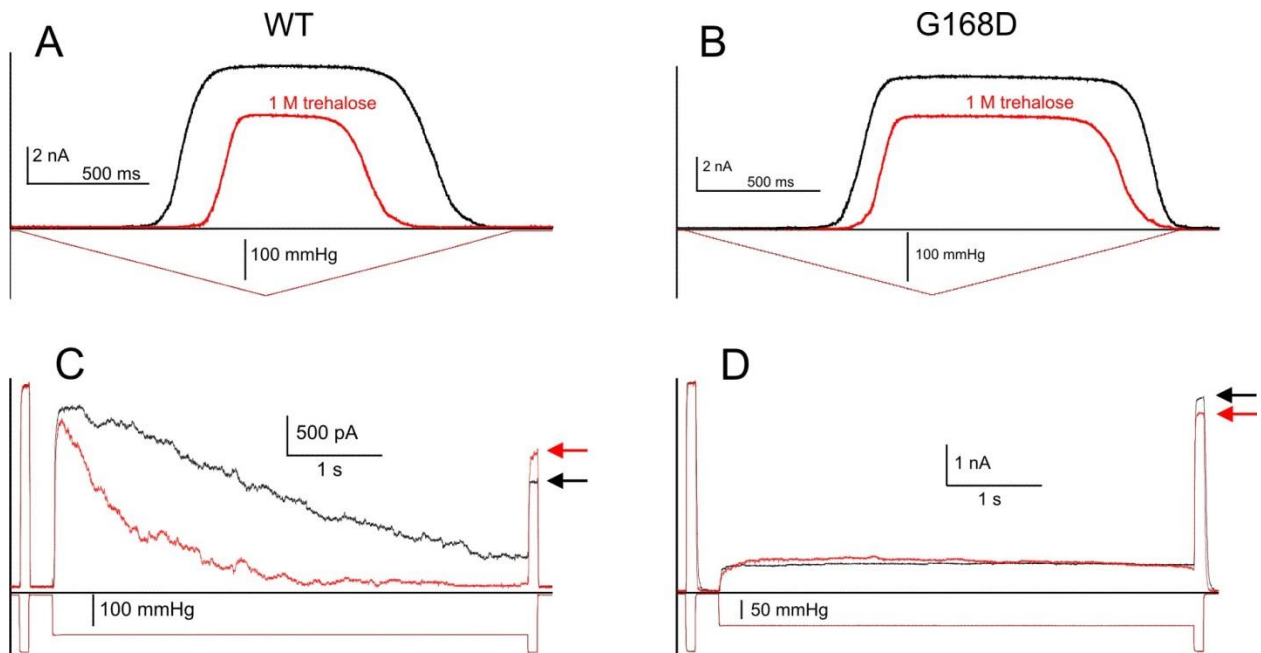 WT
G168D
A
B
1 M trehalose
1 M trehalose
2 nA
500 ms
2 nA
500 ms
100 mmHg
100 mmHg
C
D
500 pA
1 s
1 nA
1 s
100 mmHg
50 mmHg